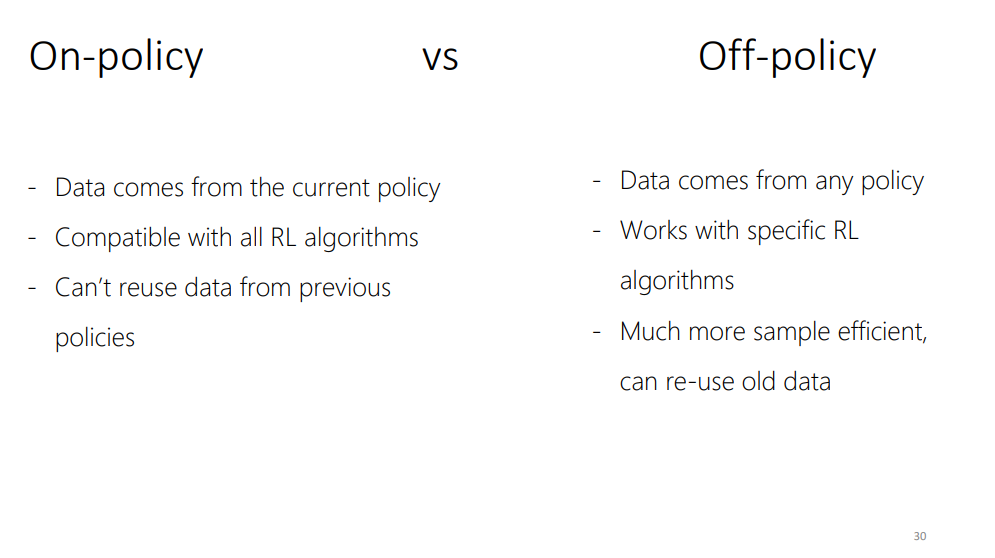 On-policy vs Off-policy
- Data comes from the current policy
- Compatible with all RL algorithms
- Can’t reuse data from previous
policies
- Data comes from any policy
- Works with specific RL
algorithms
- Much more sample efficient,
can re-use old data
30